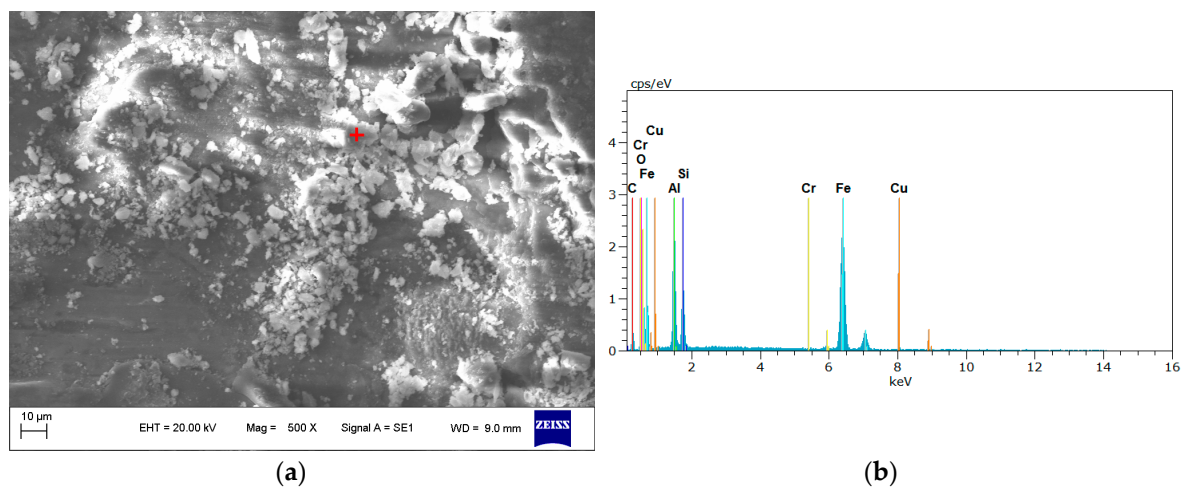 10 µm
EHT = 20.00 kV
Mag = 500 X
Signal A = SE1
WD = 9.0 mm
ZEISS
(a)
cps/eV
4
3
2
1
0
Cu
Cr
O
Fe
C
Al
Si
Cr
Fe
Cu
2
4
6
8
10
12
14
16
keV
(b)